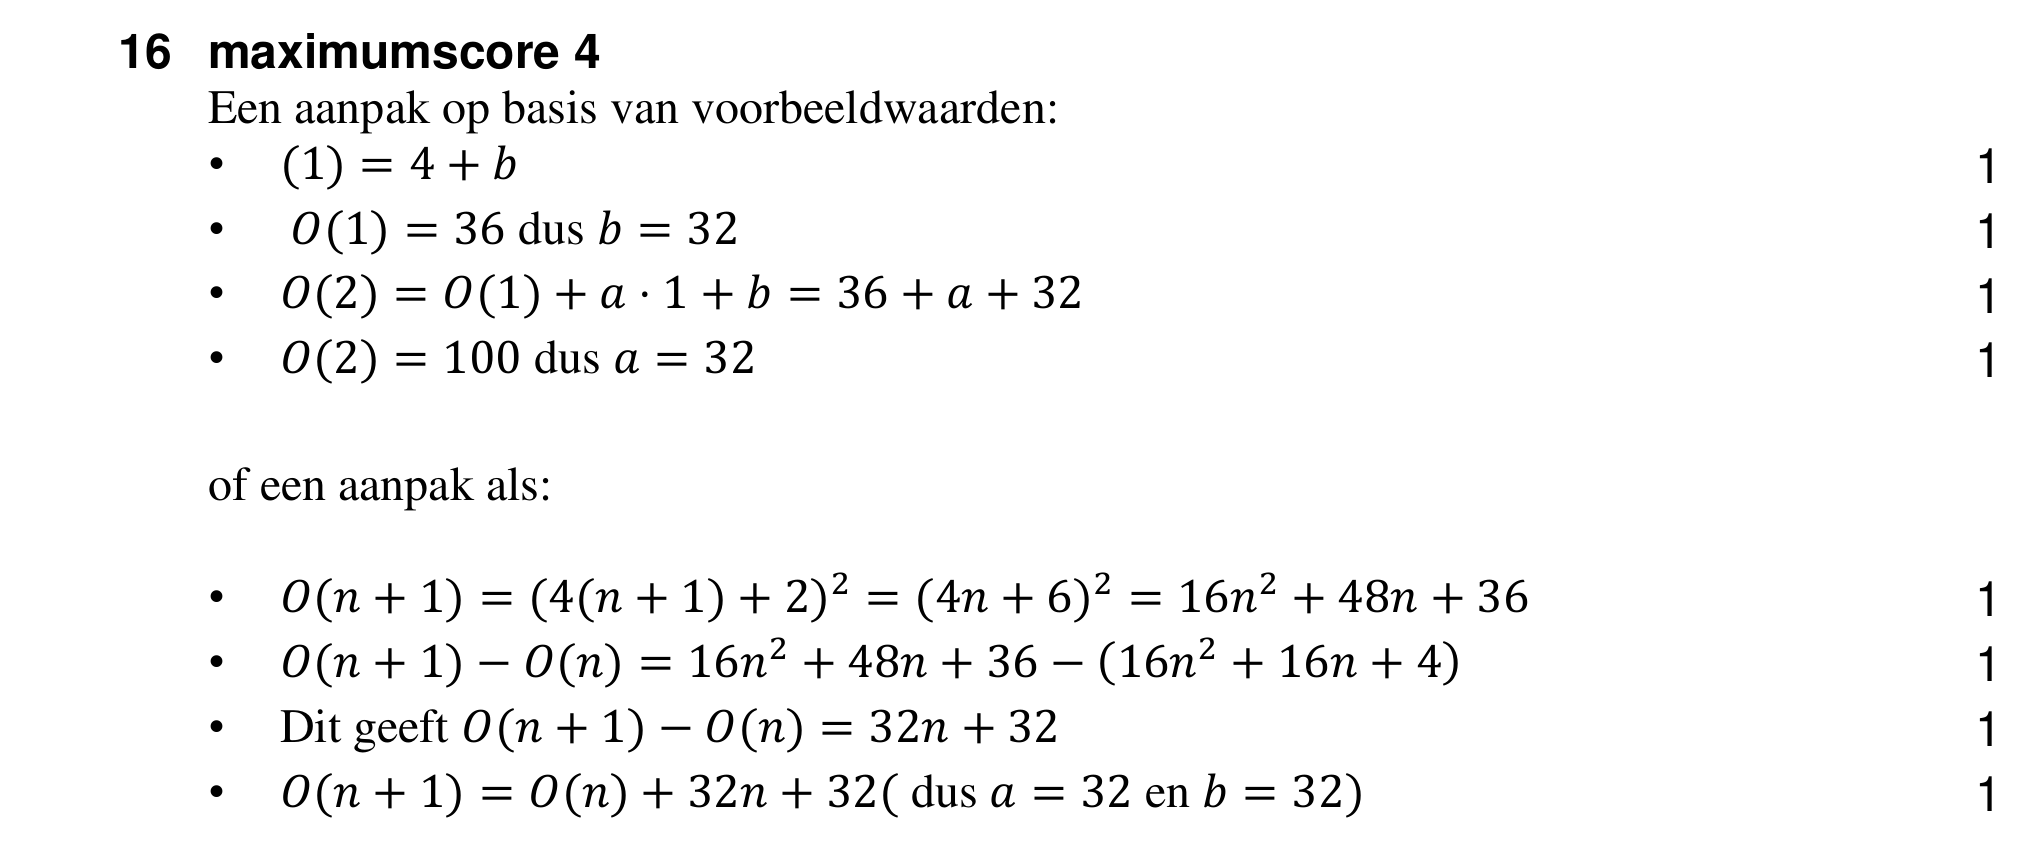 16 maximumscore 4
Een aanpak op basis van voorbeeldwaarden:
• (1) = 4 + b 1
• O(1) = 36 dus b = 32 1
• O(2) = O(1) + a · 1 + b = 36 + a + 32 1
• O(2) = 100 dus a = 32 1
of een aanpak als:
• O(n + 1) = (4(n + 1) + 2)² = (4n + 6)² = 16n² + 48n + 36 1
• O(n + 1) − O(n) = 16n² + 48n + 36 − (16n² + 16n + 4) 1
• Dit geeft O(n + 1) − O(n) = 32n + 32 1
• O(n + 1) = O(n) + 32n + 32( dus a = 32 en b = 32) 1